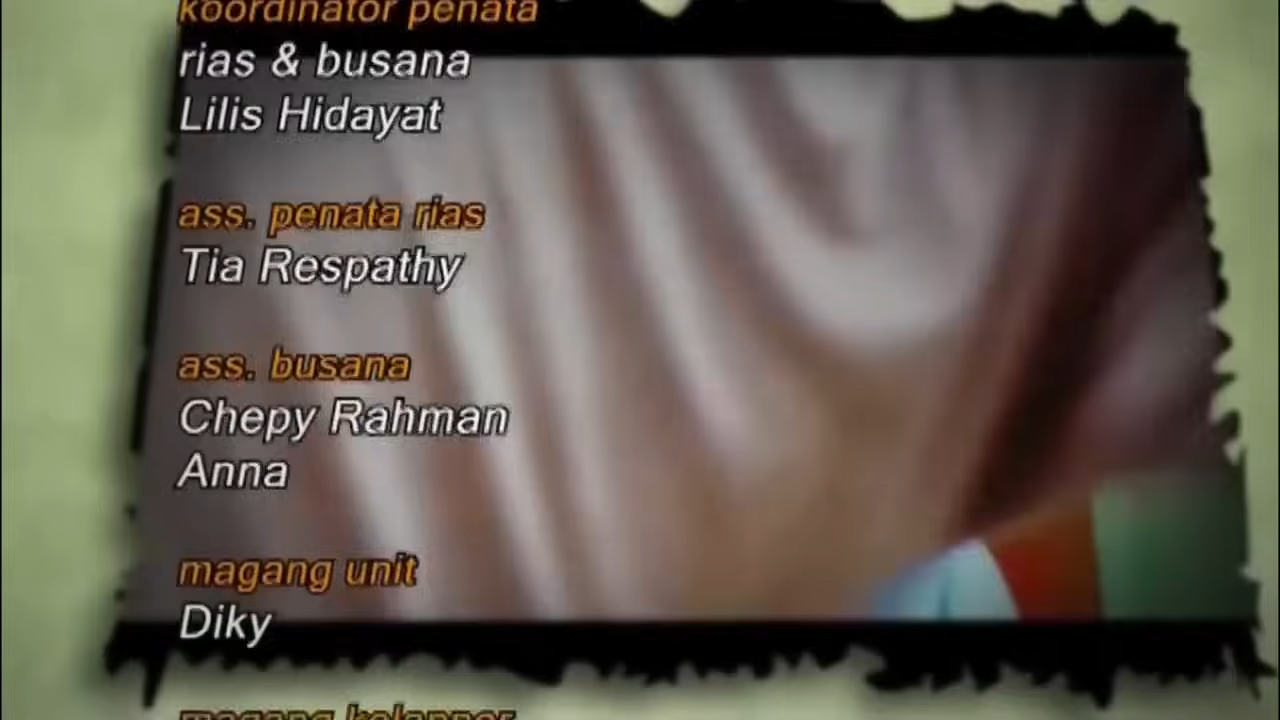 koordinator penata
rias & busana
Lilis Hidayat
ass. penata rias
Tia Respathy
ass. busana
Chepy Rahman
Anna
magang unit
Diky
magang